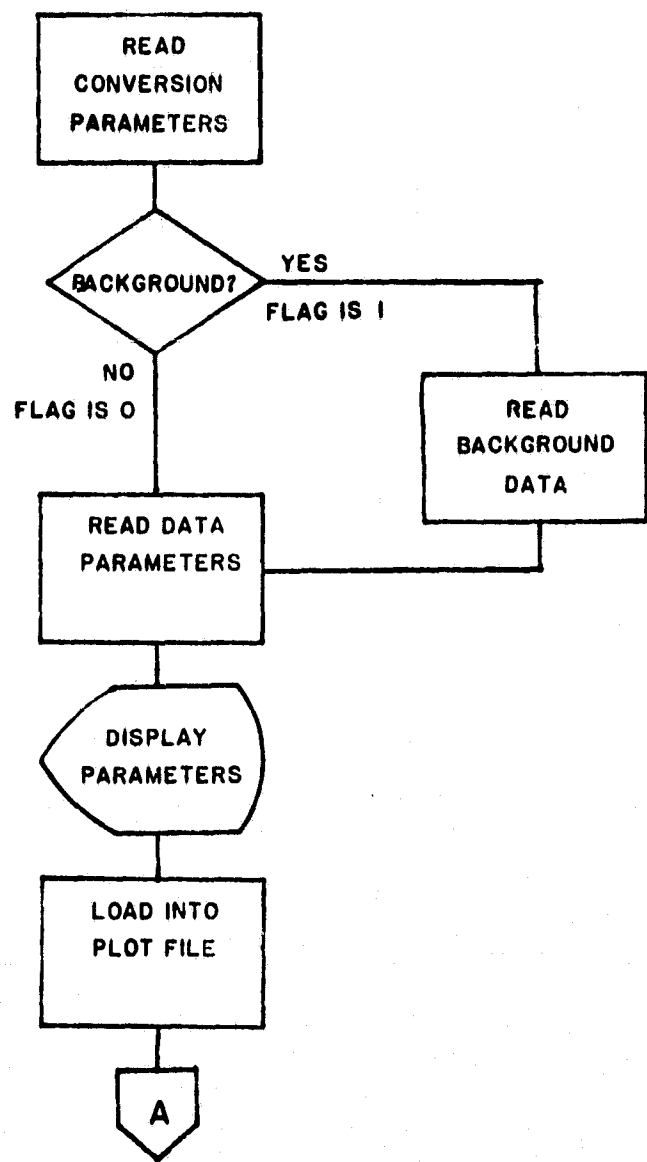 READ
CONVERSION
PARAMETERS
BACKGROUND?
YES
FLAG IS 1
NO
FLAG IS 0
READ
BACKGROUND
DATA
READ DATA
PARAMETERS
DISPLAY
PARAMETERS
LOAD INTO
PLOT FILE
A